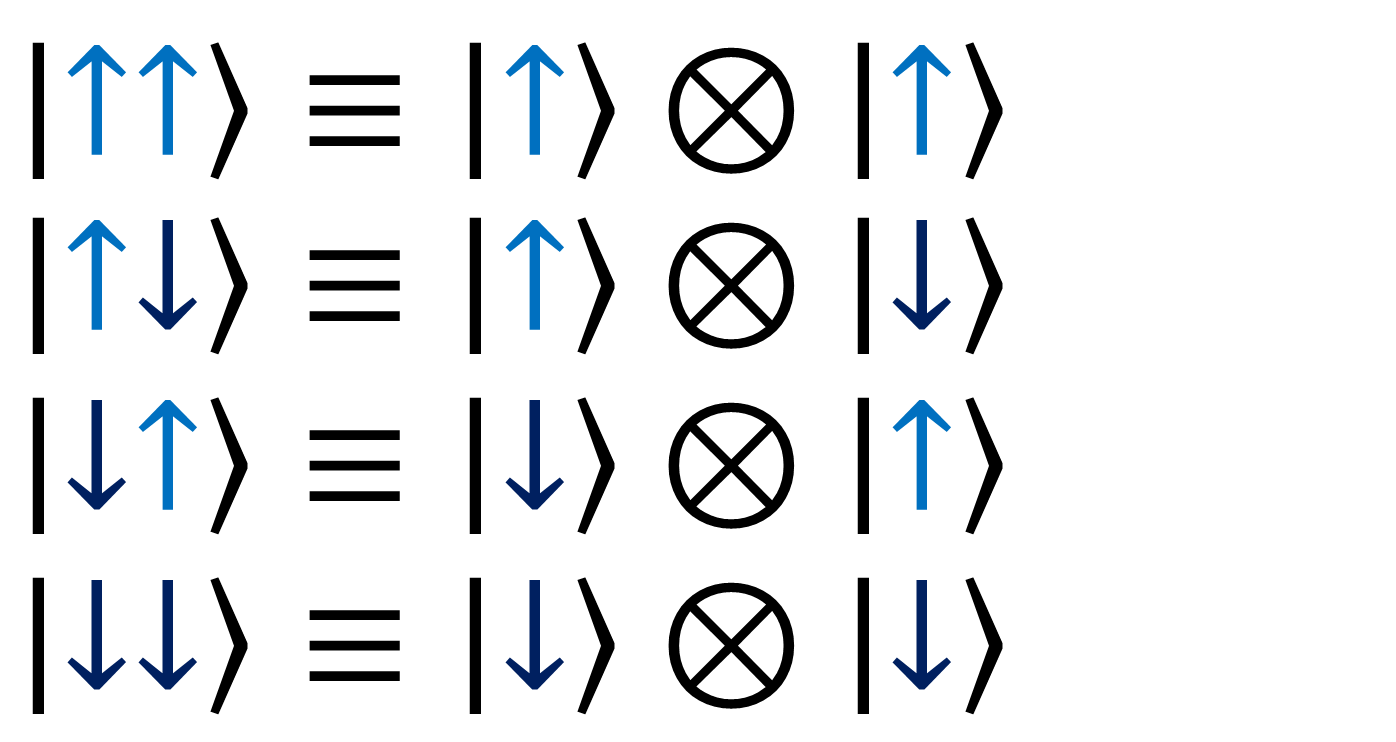 |↑↑⟩ ≡ |↑⟩ ⊗ |↑⟩
|↑↓⟩ ≡ |↑⟩ ⊗ |↓⟩
|↓↑⟩ ≡ |↓⟩ ⊗ |↑⟩
|↓↓⟩ ≡ |↓⟩ ⊗ |↓⟩